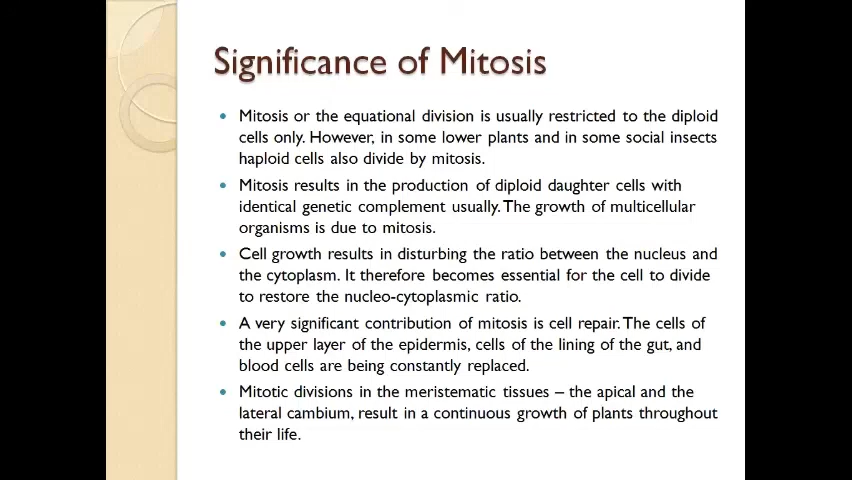 Significance of Mitosis
• Mitosis or the equational division is usually restricted to the diploid
cells only. However, in some lower plants and in some social insects
haploid cells also divide by mitosis.
• Mitosis results in the production of diploid daughter cells with
identical genetic complement usually. The growth of multicellular
organisms is due to mitosis.
• Cell growth results in disturbing the ratio between the nucleus and
the cytoplasm. It therefore becomes essential for the cell to divide
to restore the nucleo-cytoplasmic ratio.
• A very significant contribution of mitosis is cell repair. The cells of
the upper layer of the epidermis, cells of the lining of the gut, and
blood cells are being constantly replaced.
• Mitotic divisions in the meristematic tissues – the apical and the
lateral cambium, result in a continuous growth of plants throughout
their life.